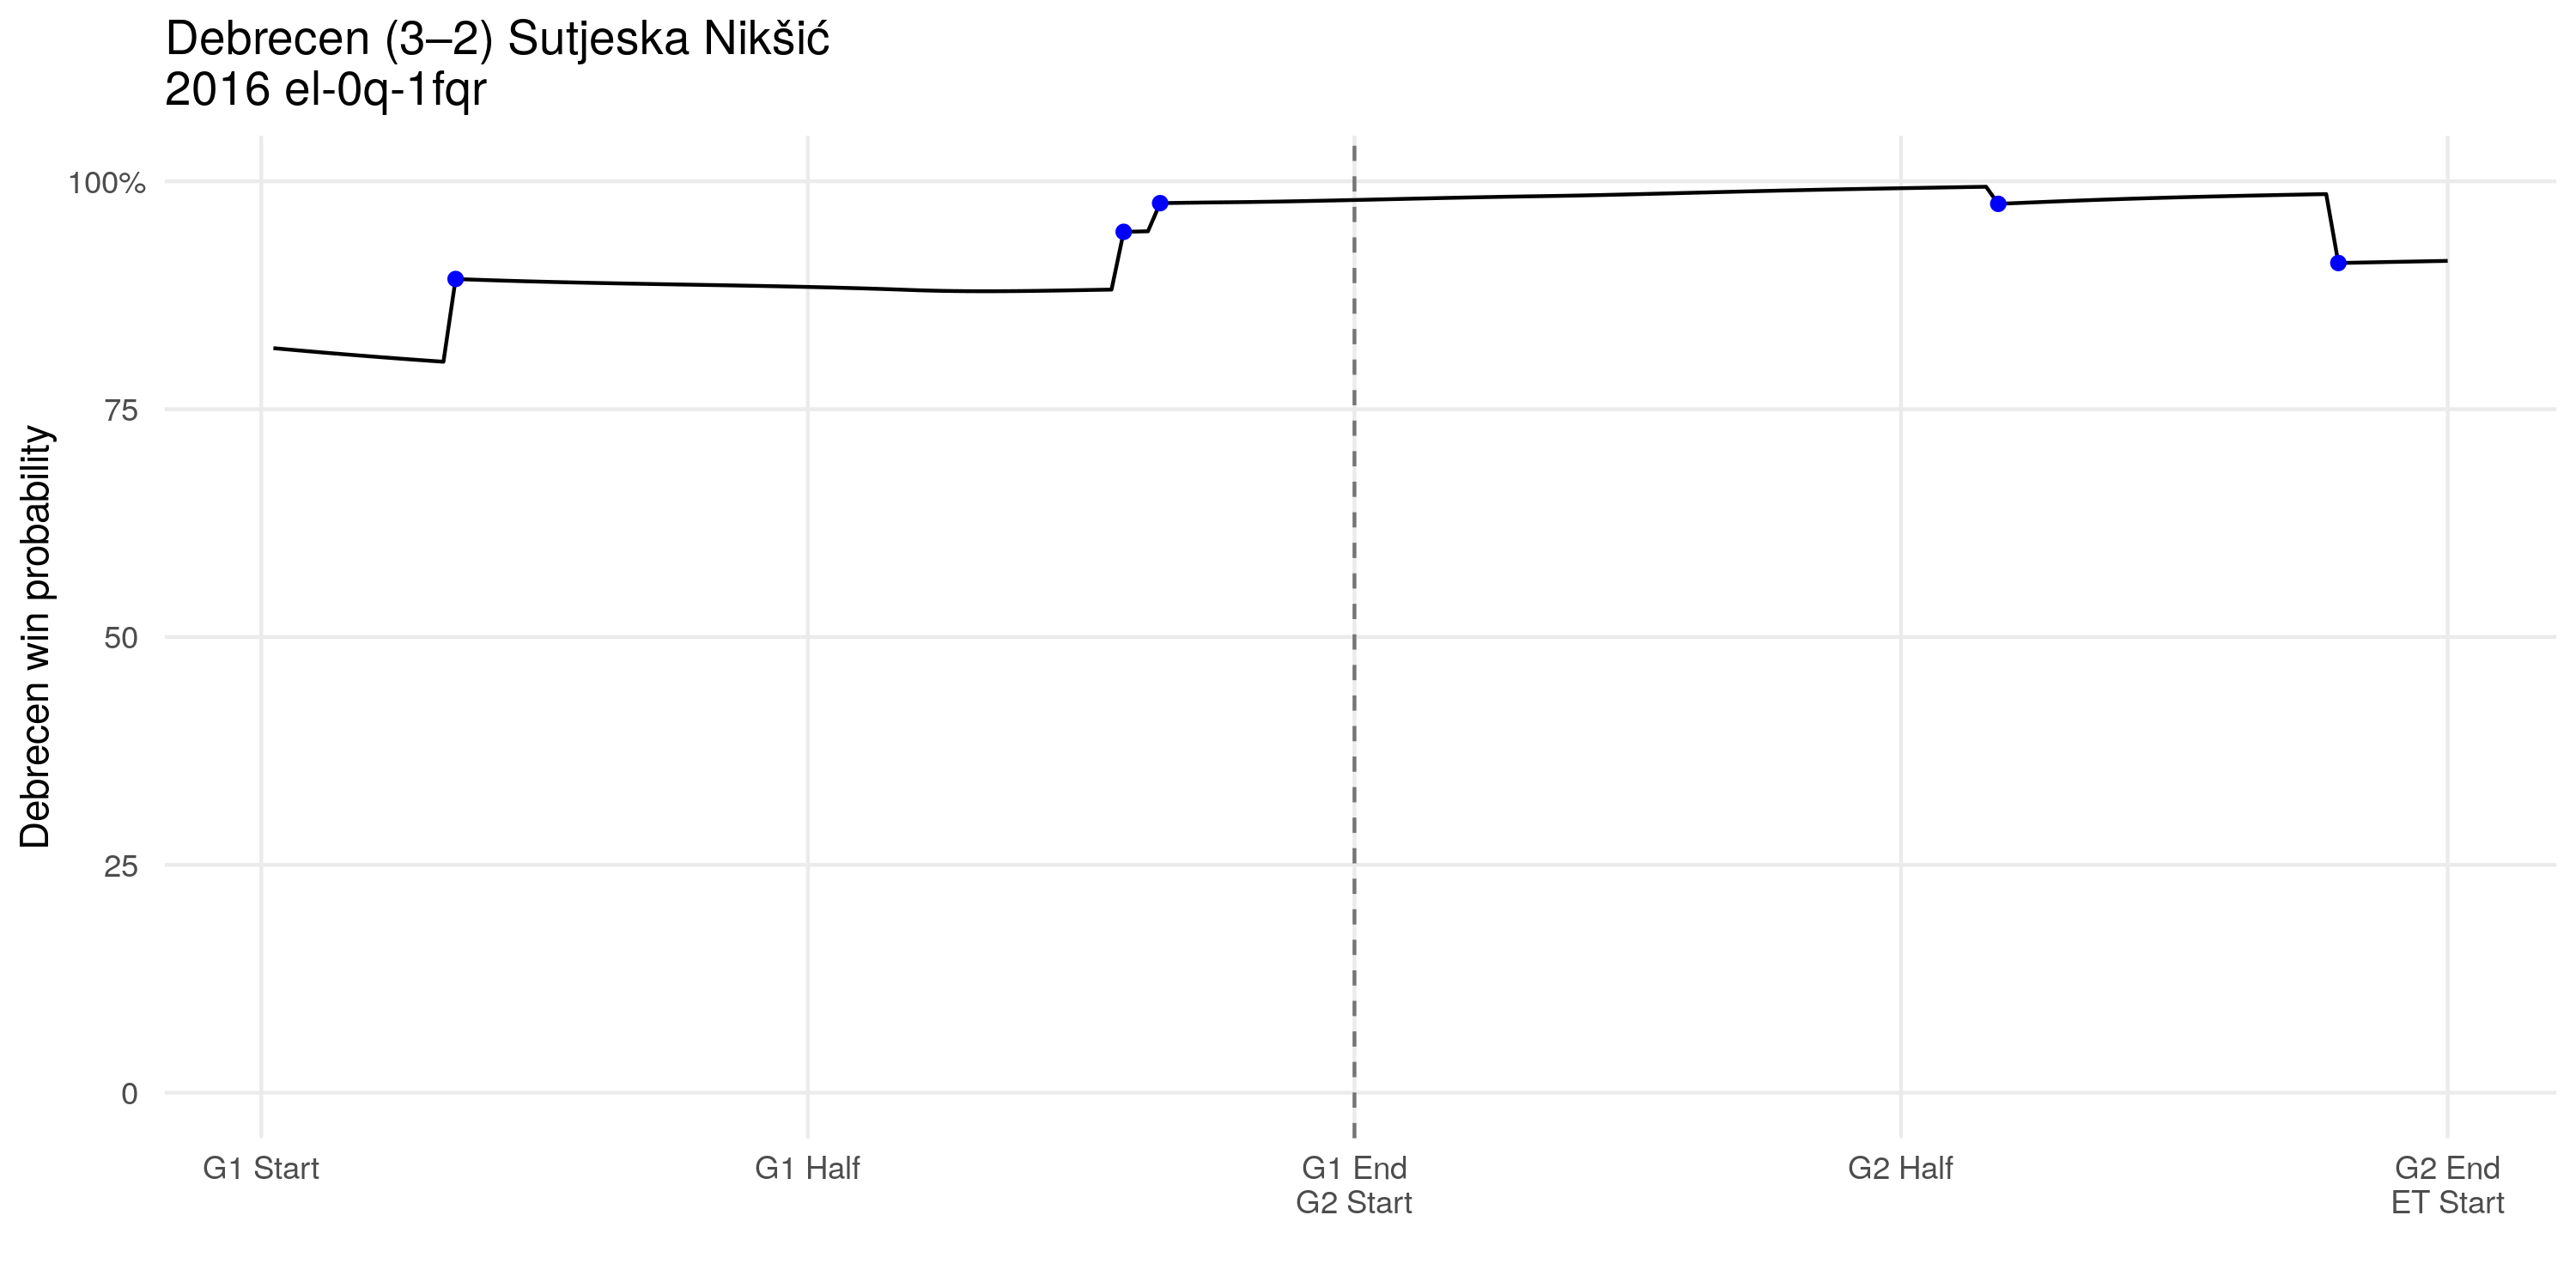 Debrecen (3–2) Sutjeska Nikšić
2016 el-0q-1fqr
Debrecen win probability
100%
75
50
25
0
G1 Start
G1 Half
G1 End
G2 Start
G2 Half
G2 End
ET Start